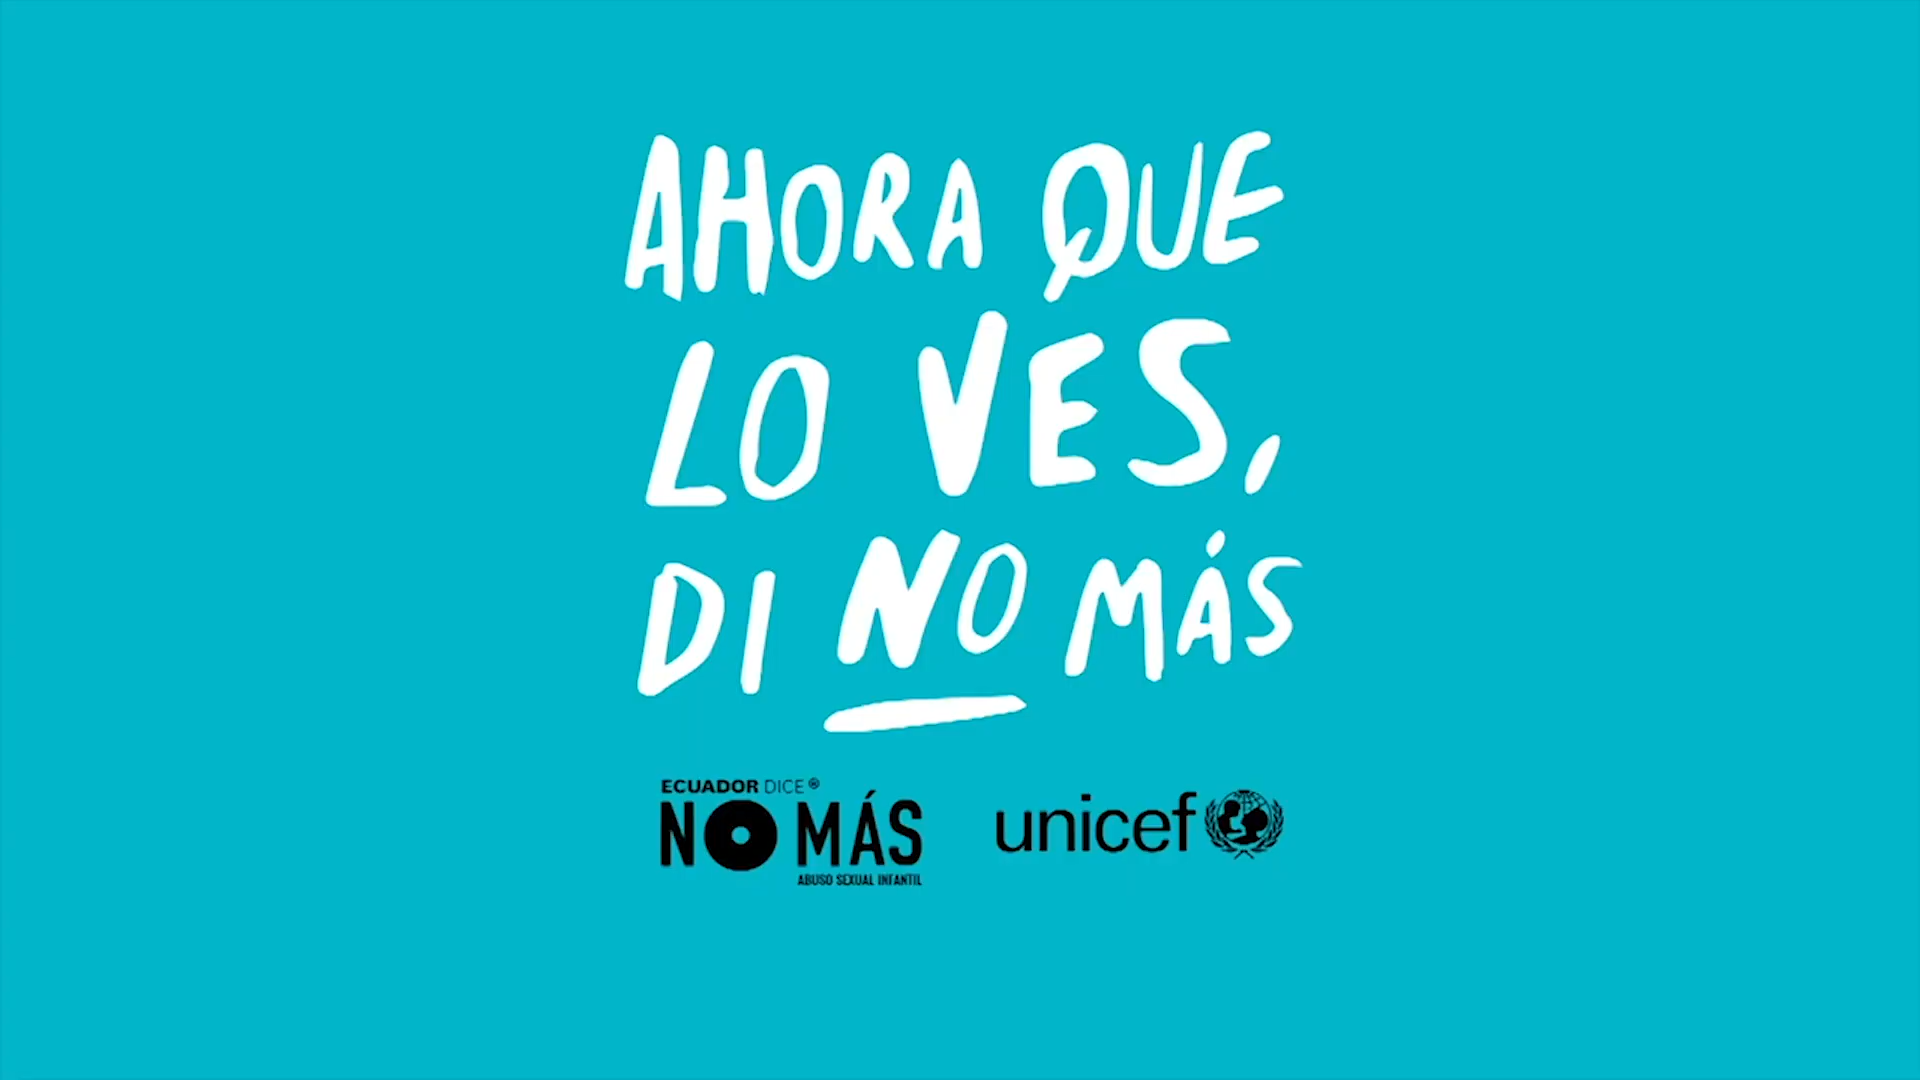 AHORA QUE
LO VES,
DI NO MÁS
ECUADOR DICE®
NO MÁS
ABUSO SEXUAL INFANTIL
unicef